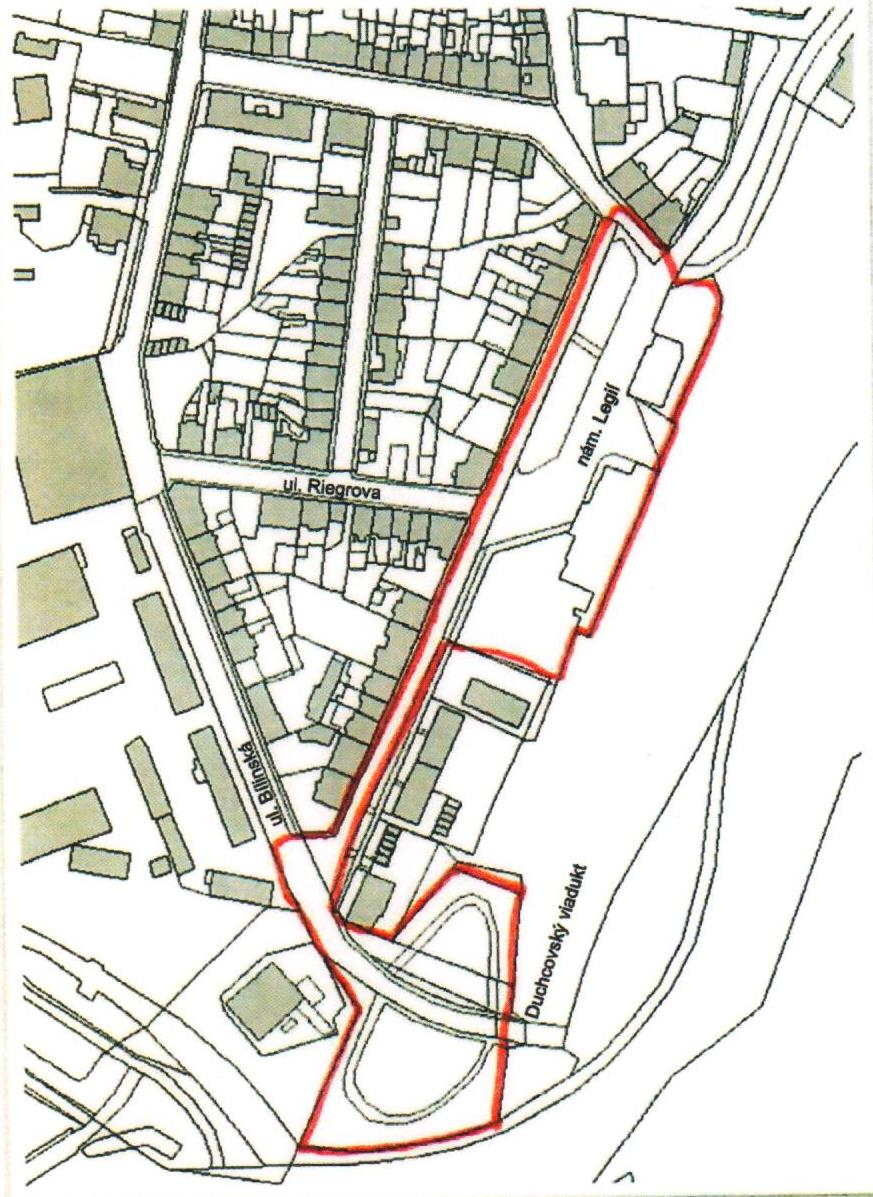 nám. Legií
ul. Riegrova
ul. Bílinská
Duchcovský viadukt